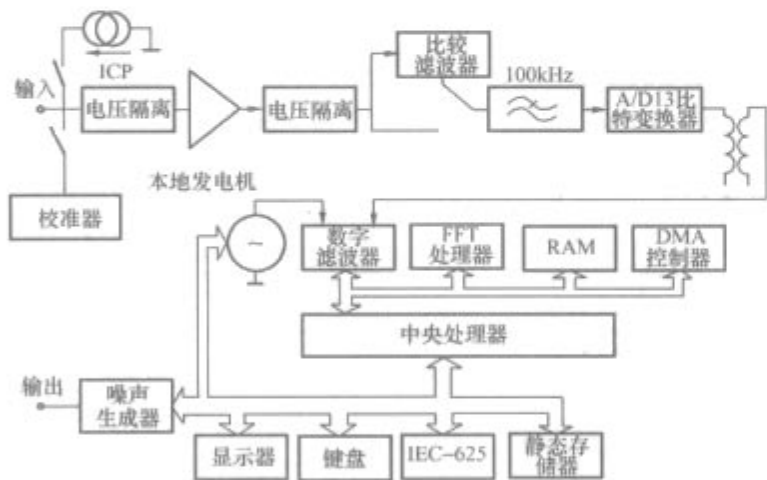 ICP
输入
电压隔离
电压隔离
比较
滤波器
100kHz
A/D13比
特变换器
校准器
本地发电机
~
数字
滤波器
FFT
处理器
RAM
DMA
控制器
中央处理器
输出
噪声
生成器
显示器
键盘
IEC-625
静态存
储器